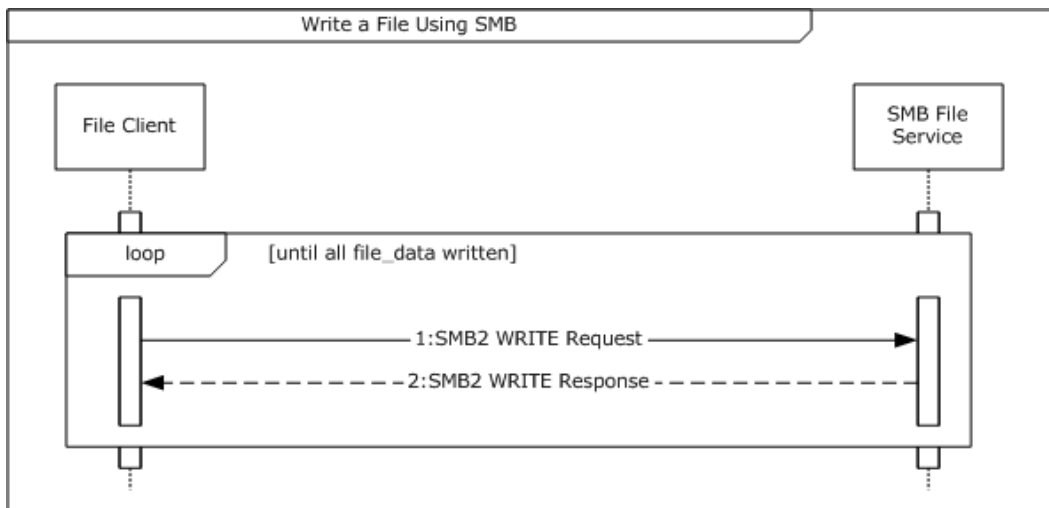 Write a File Using SMB
File Client
SMB File
Service
loop
[until all file_data written]
1:SMB2 WRITE Request
2:SMB2 WRITE Response